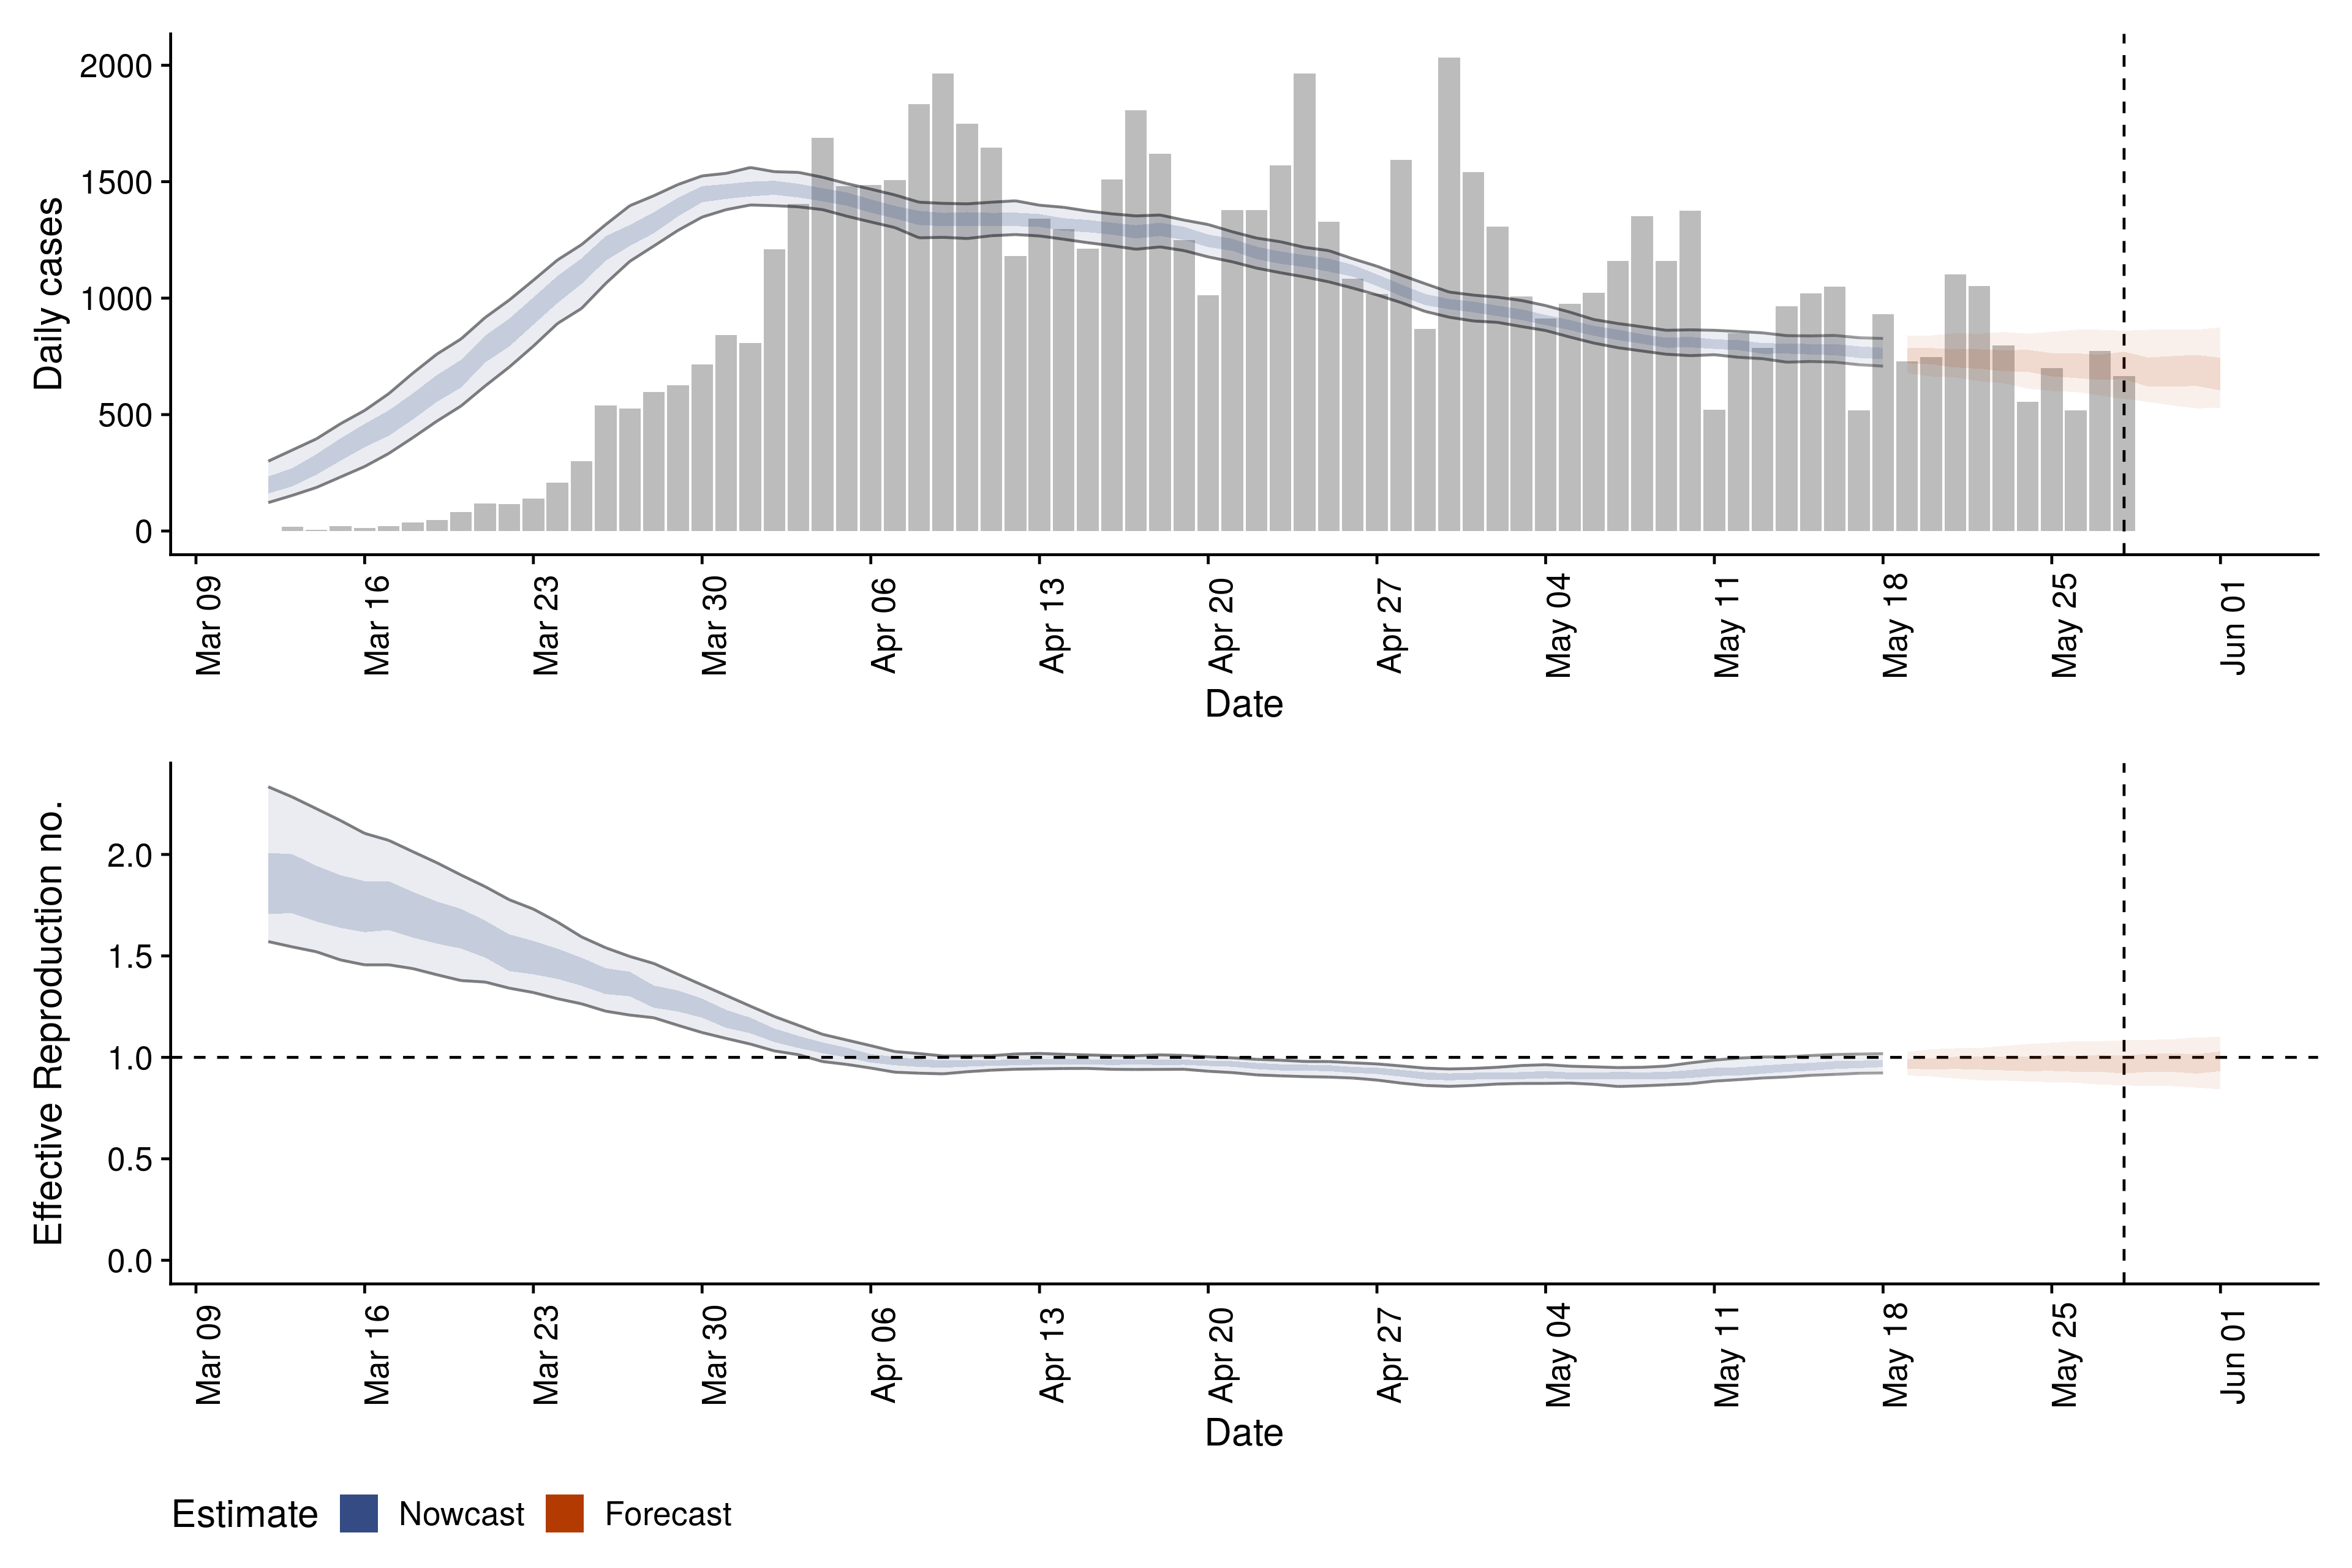 Daily cases
2000
1500
1000
500
0
Mar 09
Mar 16
Mar 23
Mar 30
Apr 06
Apr 13
Apr 20
Apr 27
May 04
May 11
May 18
May 25
Jun 01
Date
Effective Reproduction no.
2.0
1.5
1.0
0.5
0.0
Mar 09
Mar 16
Mar 23
Mar 30
Apr 06
Apr 13
Apr 20
Apr 27
May 04
May 11
May 18
May 25
Jun 01
Date
Estimate Nowcast Forecast